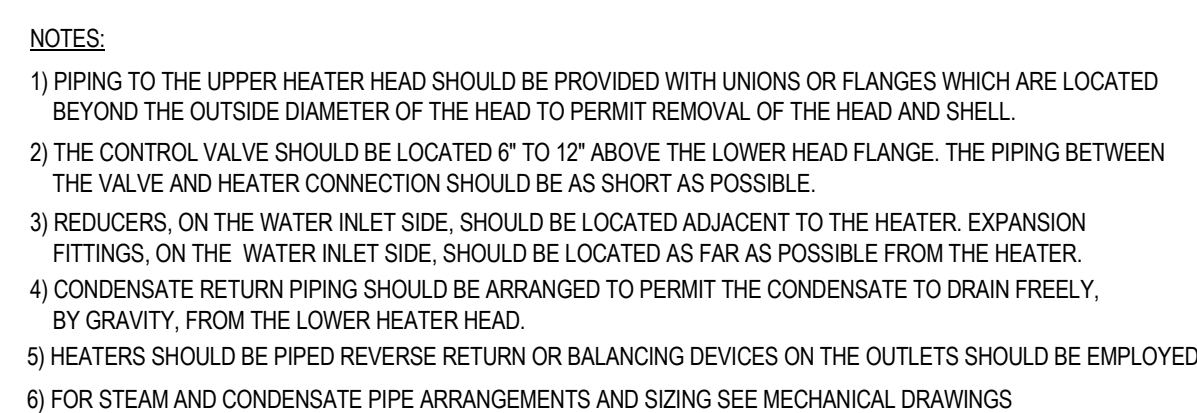 NOTES:
1) PIPING TO THE UPPER HEATER HEAD SHOULD BE PROVIDED WITH UNIONS OR FLANGES WHICH ARE LOCATED
BEYOND THE OUTSIDE DIAMETER OF THE HEAD TO PERMIT REMOVAL OF THE HEAD AND SHELL.
2) THE CONTROL VALVE SHOULD BE LOCATED 6" TO 12" ABOVE THE LOWER HEAD FLANGE. THE PIPING BETWEEN
THE VALVE AND HEATER CONNECTION SHOULD BE AS SHORT AS POSSIBLE.
3) REDUCERS, ON THE WATER INLET SIDE, SHOULD BE LOCATED ADJACENT TO THE HEATER. EXPANSION
FITTINGS, ON THE WATER INLET SIDE, SHOULD BE LOCATED AS FAR AS POSSIBLE FROM THE HEATER.
4) CONDENSATE RETURN PIPING SHOULD BE ARRANGED TO PERMIT THE CONDENSATE TO DRAIN FREELY,
BY GRAVITY, FROM THE LOWER HEATER HEAD.
5) HEATERS SHOULD BE PIPED REVERSE RETURN OR BALANCING DEVICES ON THE OUTLETS SHOULD BE EMPLOYED
6) FOR STEAM AND CONDENSATE PIPE ARRANGEMENTS AND SIZING SEE MECHANICAL DRAWINGS